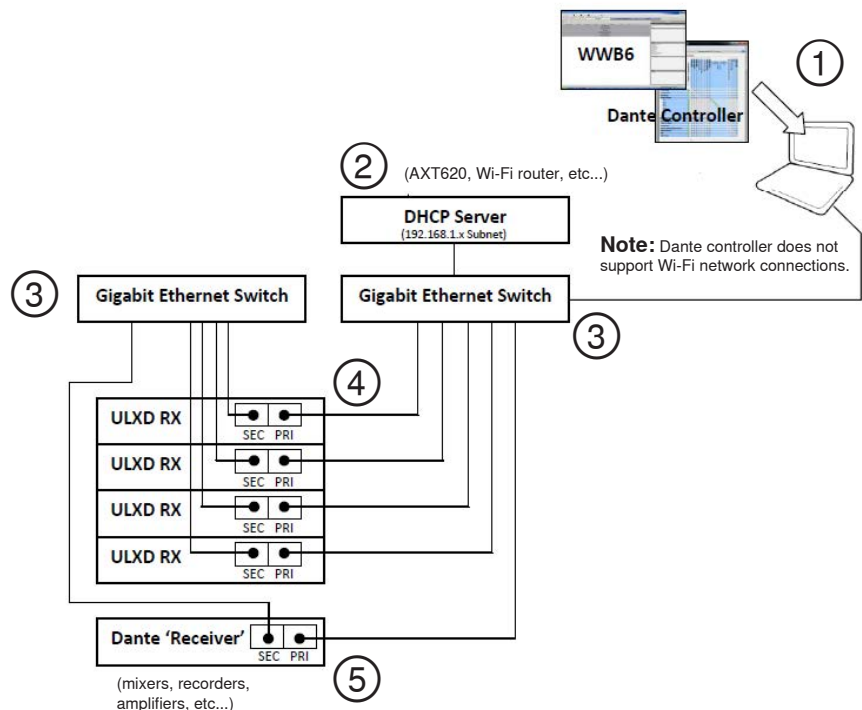 WWB6
Dante Controller
1
2
(AXT620, Wi-Fi router, etc...)
DHCP Server
(192.168.1.x Subnet)
Note: Dante controller does not
support Wi-Fi network connections.
3
Gigabit Ethernet Switch
Gigabit Ethernet Switch
3
4
ULXD RX
SEC PRI
ULXD RX
SEC PRI
ULXD RX
SEC PRI
ULXD RX
SEC PRI
Dante ‘Receiver’
SEC PRI
5
(mixers, recorders,
amplifiers, etc...)